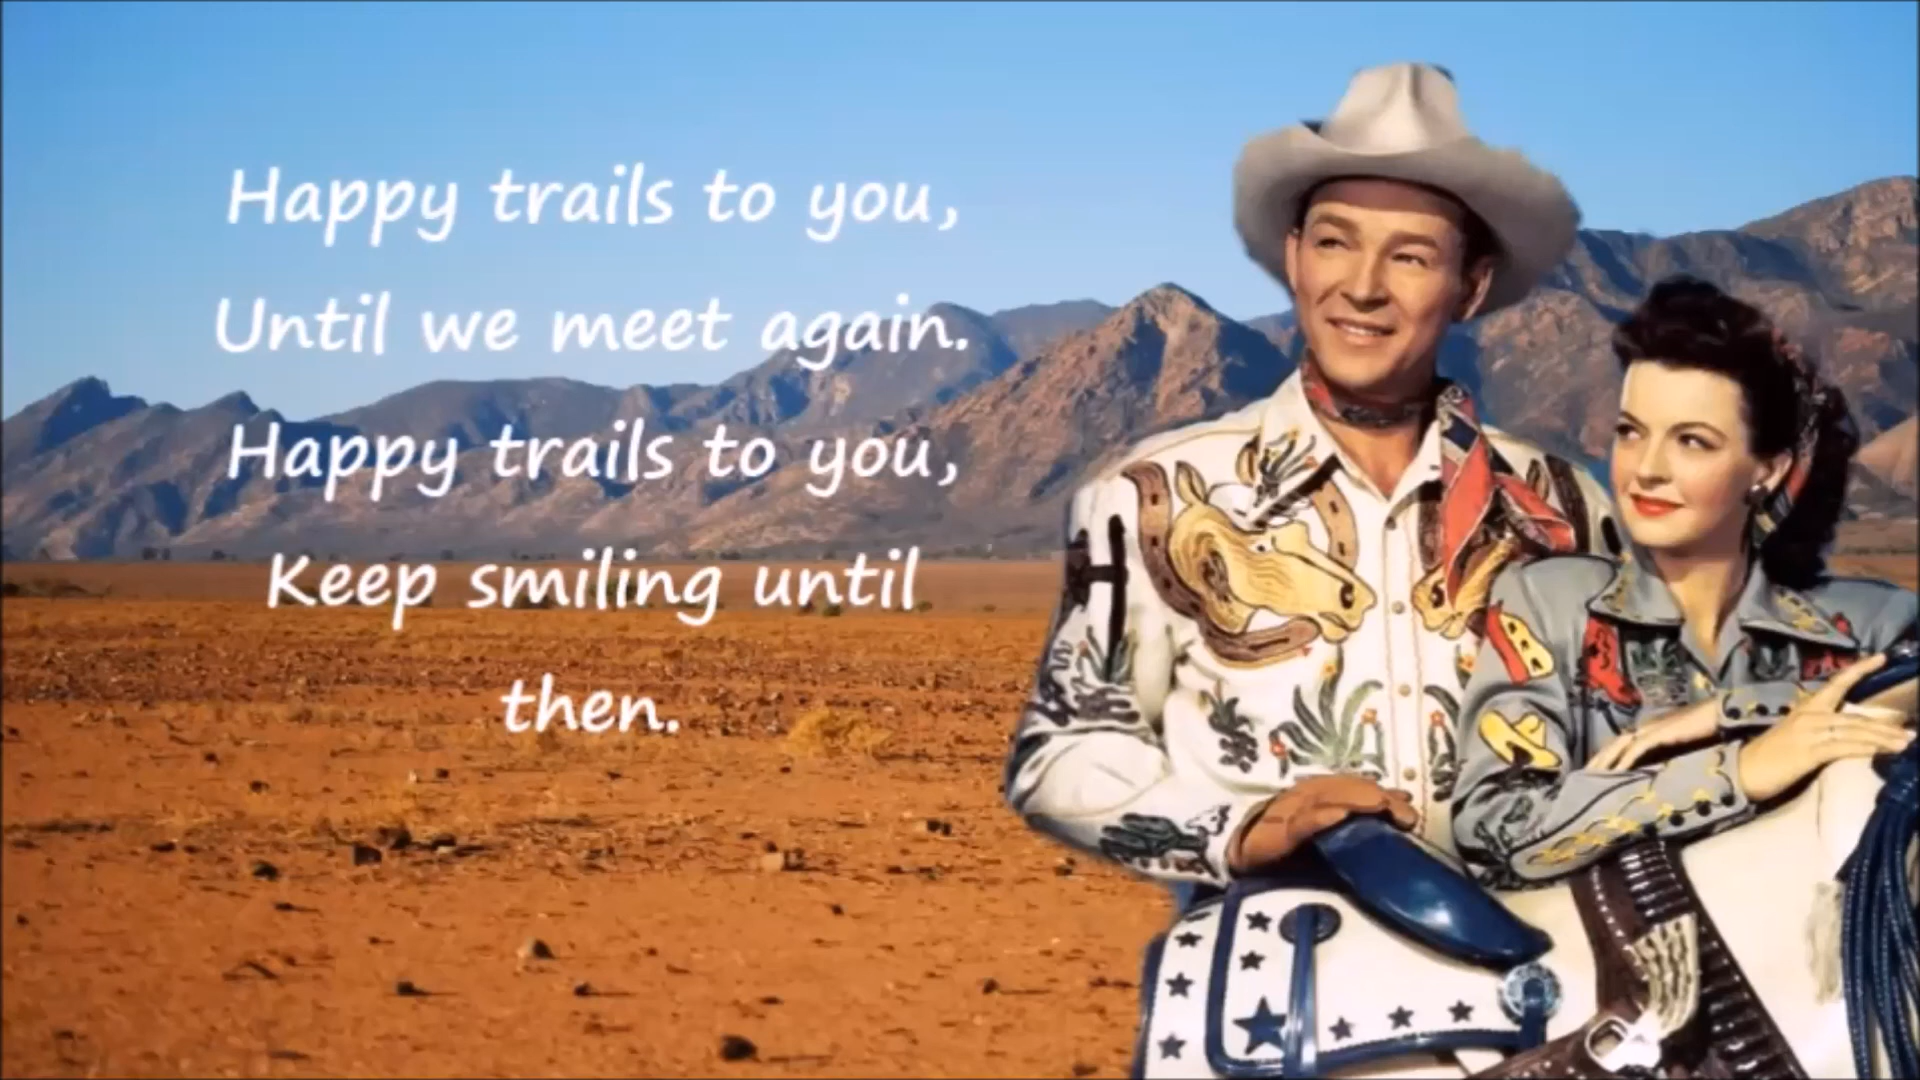 Happy trails to you,
Until we meet again.
Happy trails to you,
Keep smiling until
then.